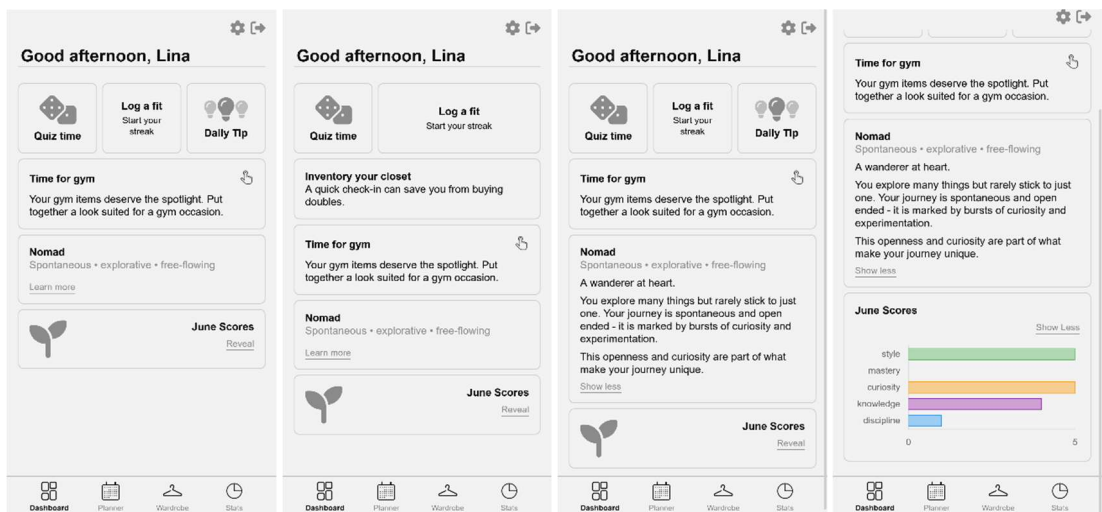 Good afternoon, Lina
Quiz time
Log a fit
Start your
streak
Daily Tip
Time for gym
Your gym items deserve the spotlight. Put
together a look suited for a gym occasion.
Nomad
Spontaneous • explorative • free-flowing
Learn more
June Scores
Reveal
Dashboard
Planner
Wardrobe
Stats
Good afternoon, Lina
Quiz time
Log a fit
Start your streak
Inventory your closet
A quick check-in can save you from buying
doubles.
Time for gym
Your gym items deserve the spotlight. Put
together a look suited for a gym occasion.
Nomad
Spontaneous • explorative • free-flowing
Learn more
June Scores
Reveal
Dashboard
Planner
Wardrobe
Stats
Good afternoon, Lina
Quiz time
Log a fit
Start your
streak
Daily Tip
Time for gym
Your gym items deserve the spotlight. Put
together a look suited for a gym occasion.
Nomad
Spontaneous • explorative • free-flowing
A wanderer at heart.
You explore many things but rarely stick to just
one. Your journey is spontaneous and open
ended - it is marked by bursts of curiosity and
experimentation.
This openness and curiosity are part of what
make your journey unique.
Show less
June Scores
Reveal
Dashboard
Planner
Wardrobe
Stats
Time for gym
Your gym items deserve the spotlight. Put
together a look suited for a gym occasion.
Nomad
Spontaneous • explorative • free-flowing
A wanderer at heart.
You explore many things but rarely stick to just
one. Your journey is spontaneous and open
ended - it is marked by bursts of curiosity and
experimentation.
This openness and curiosity are part of what
make your journey unique.
Show less
June Scores
Show Less
style
mastery
curiosity
knowledge
discipline
0 5
Dashboard
Planner
Wardrobe
Stats